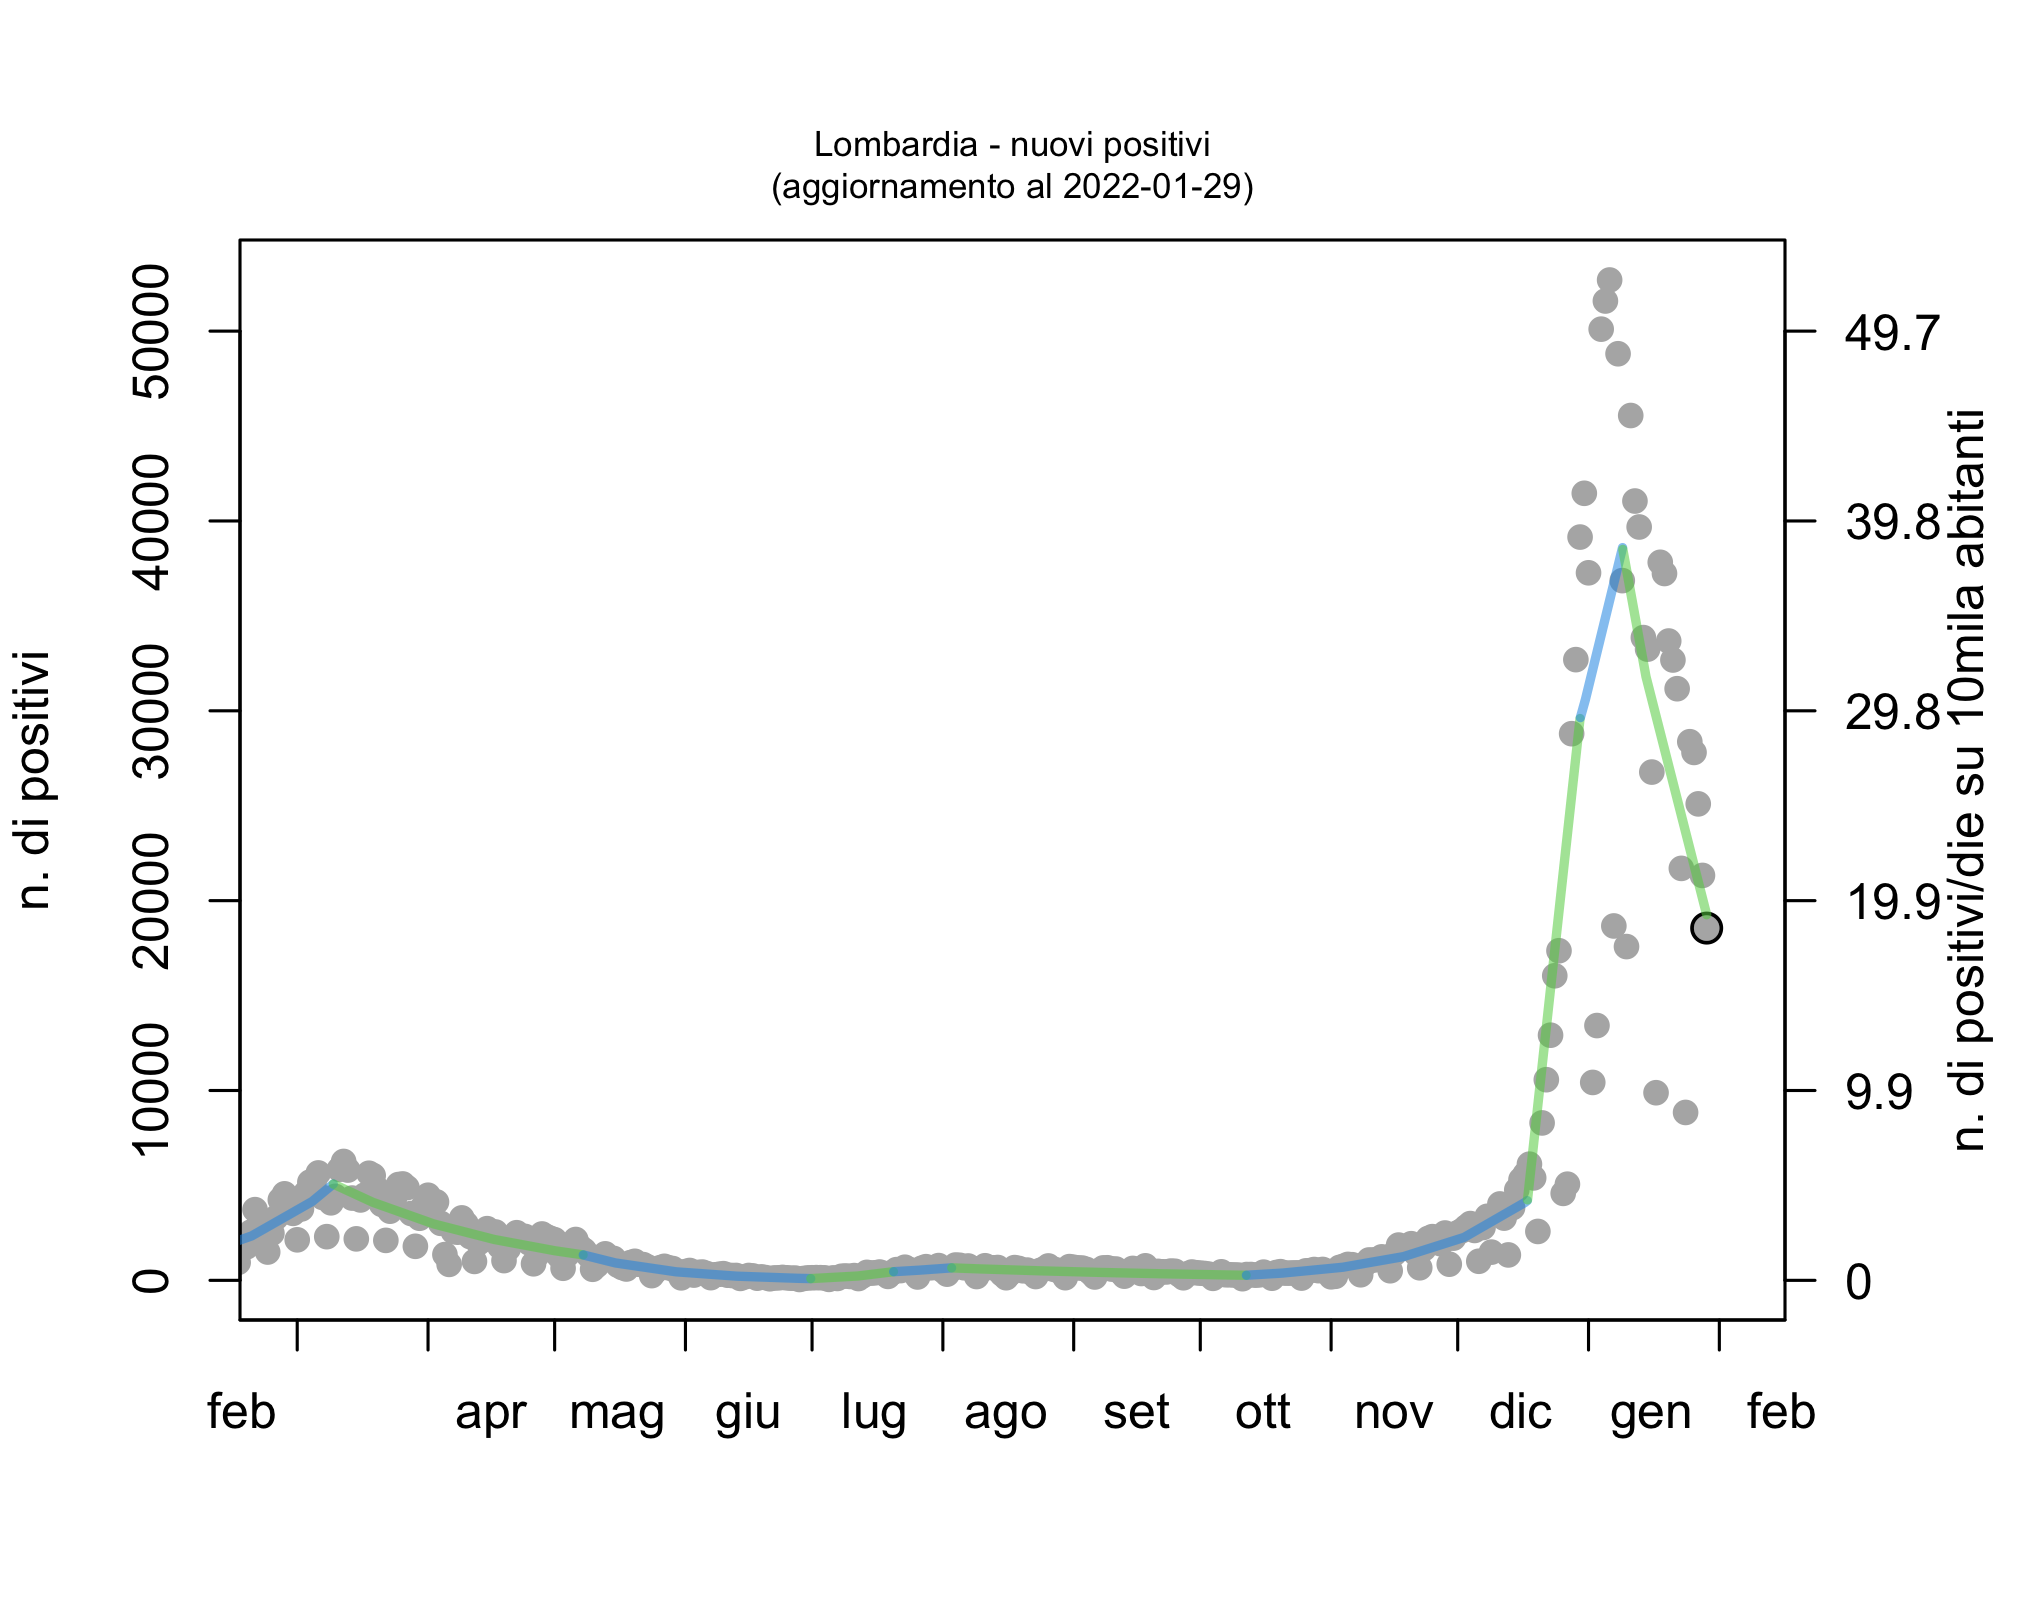 Lombardia - nuovi positivi
(aggiornamento al 2022-01-29)
n. di positivi
50000
40000
30000
20000
10000
0
49.7
39.8
29.8
19.9
9.9
0
n. di positivi/die su 10mila abitanti
feb apr mag giu lug ago set ott nov dic gen feb